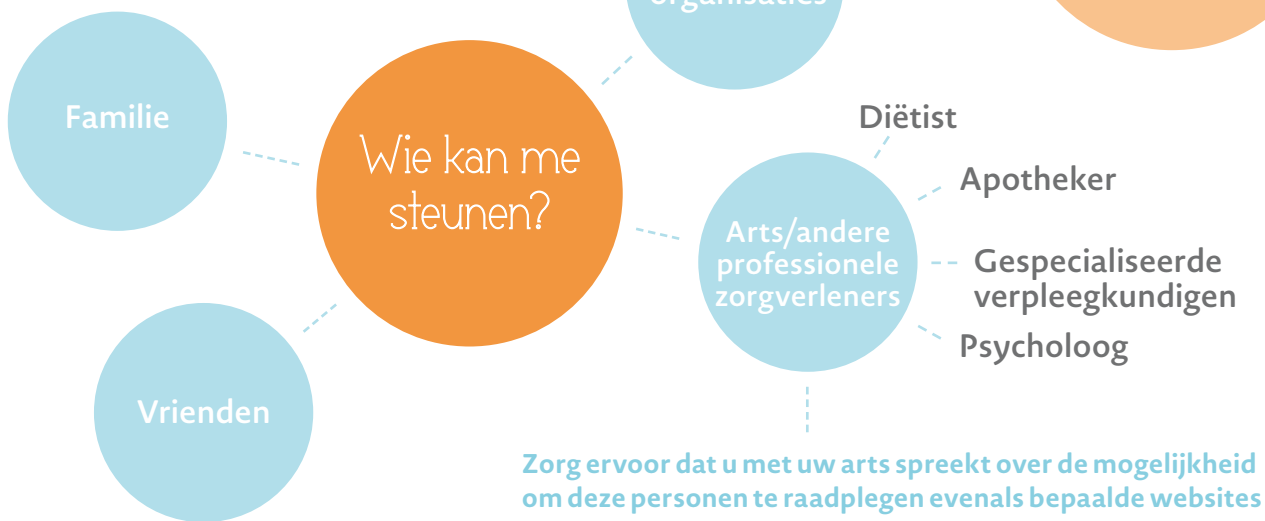 organisaties
Familie
Wie kan me
steunen?
Diëtist
Apotheker
Arts/andere
professionele
zorgverleners
Gespecialiseerde
verpleegkundigen
Psycholoog
Vrienden
Zorg ervoor dat u met uw arts spreekt over de mogelijkheid
om deze personen te raadplegen evenals bepaalde websites